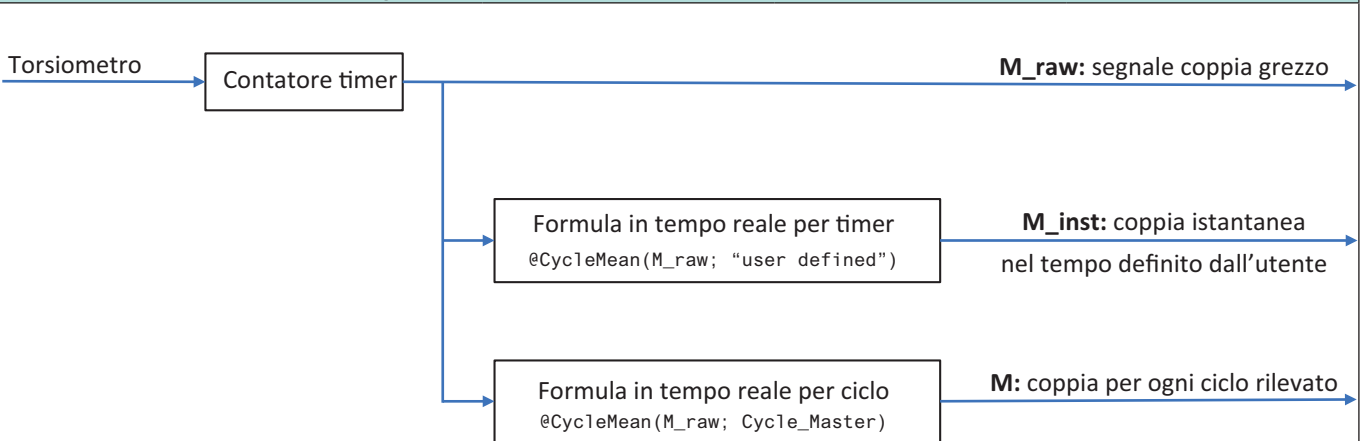 Torsiometro
Contatore timer
M_raw: segnale coppia grezzo
Formula in tempo reale per timer
@CycleMean(M_raw; “user defined”)
M_inst: coppia istantanea
nel tempo definito dall’utente
Formula in tempo reale per ciclo
@CycleMean(M_raw; Cycle_Master)
M: coppia per ogni ciclo rilevato